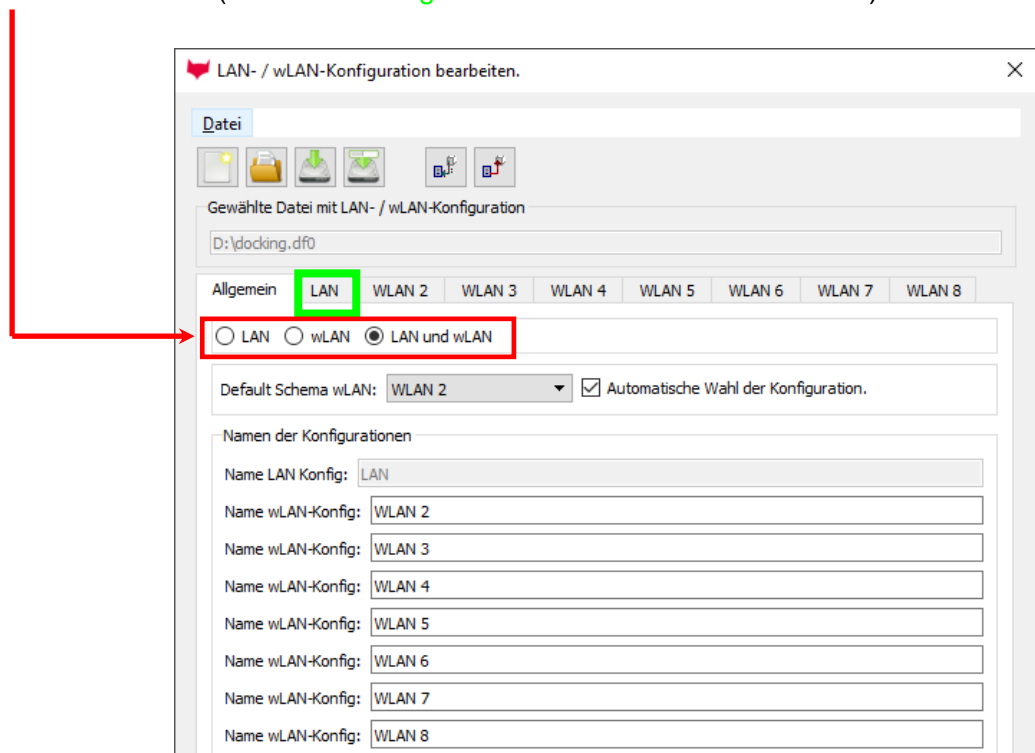 LAN- / wLAN-Konfiguration bearbeiten.
Datei
Gewählte Datei mit LAN- / wLAN-Konfiguration
D:\docking.df0
Allgemein LAN WLAN 2 WLAN 3 WLAN 4 WLAN 5 WLAN 6 WLAN 7 WLAN 8
LAN wLAN LAN und wLAN
Default Schema wLAN: WLAN 2 Automatische Wahl der Konfiguration.
Namen der Konfigurationen
Name LAN Konfig: LAN
Name wLAN-Konfig: WLAN 2
Name wLAN-Konfig: WLAN 3
Name wLAN-Konfig: WLAN 4
Name wLAN-Konfig: WLAN 5
Name wLAN-Konfig: WLAN 6
Name wLAN-Konfig: WLAN 7
Name wLAN-Konfig: WLAN 8